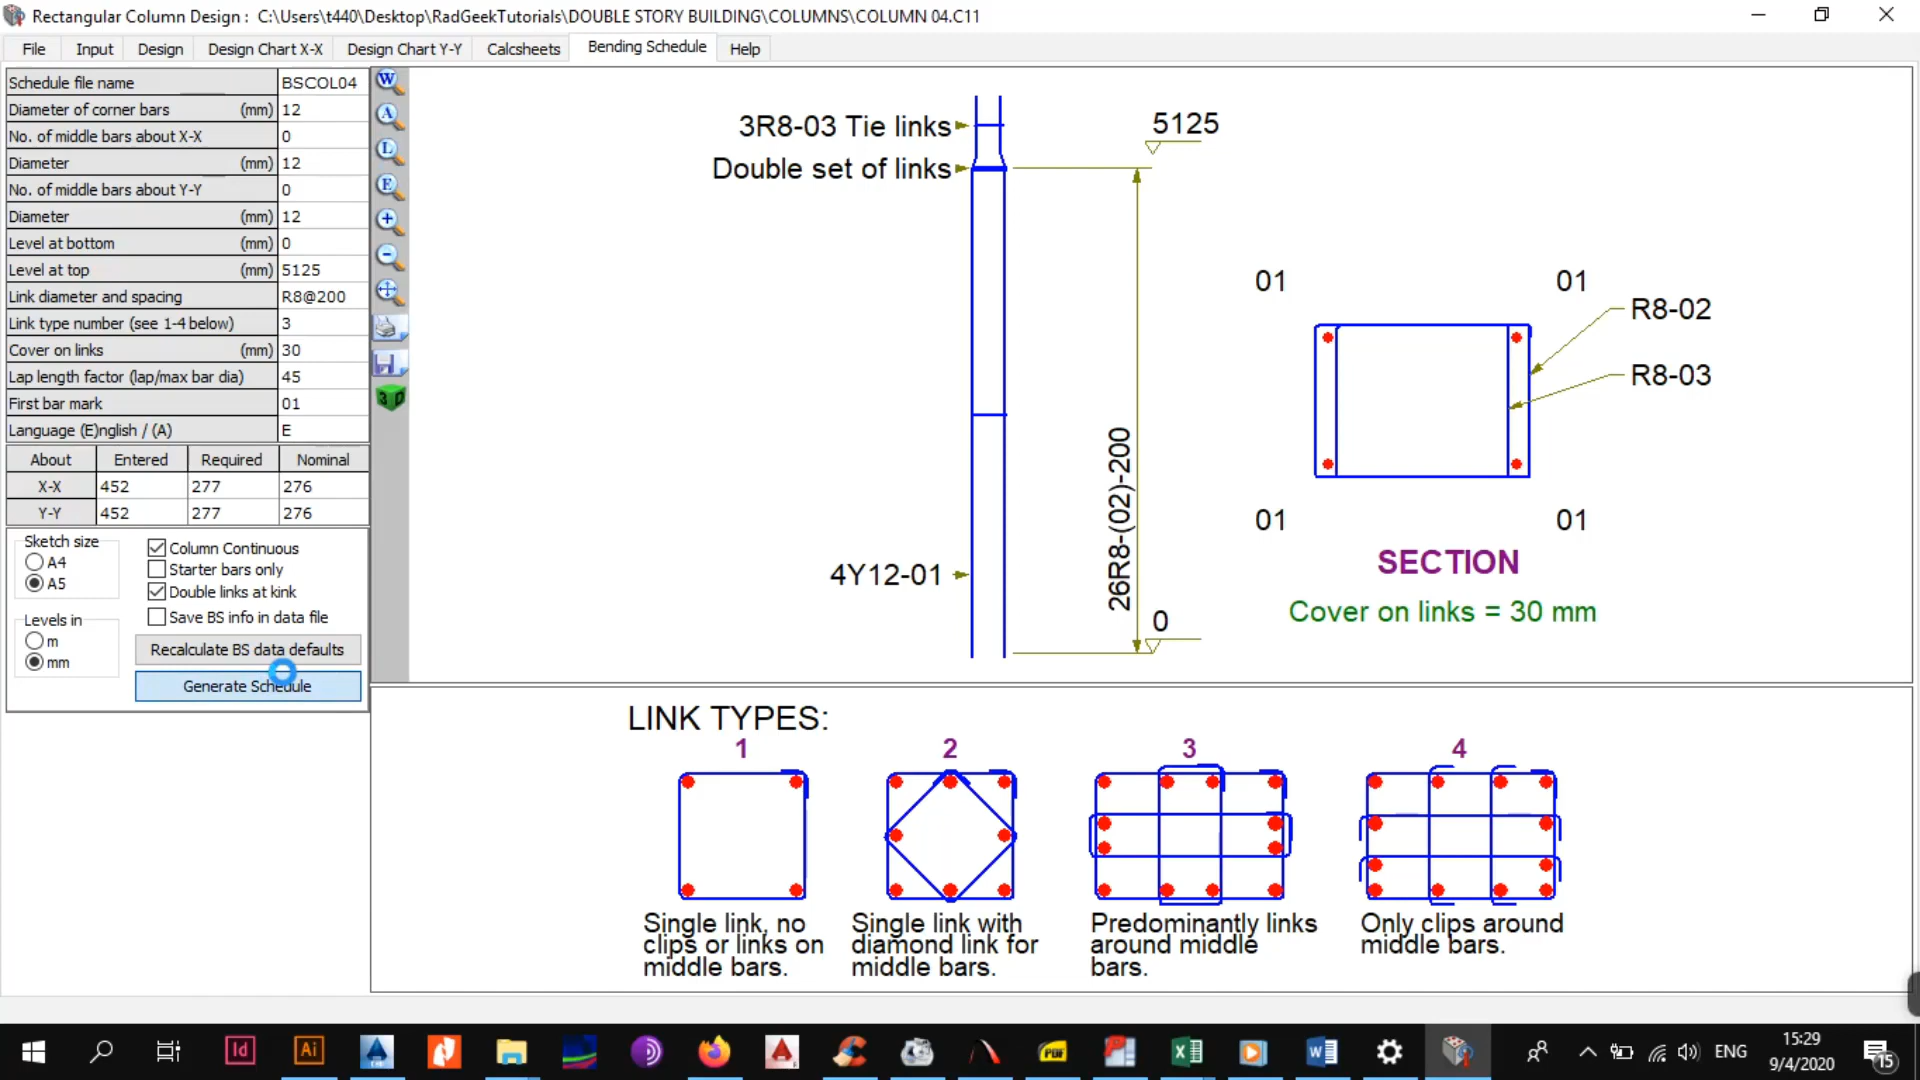 Rectangular Column Design : C:\Users\t440\Desktop\RadGeekTutorials\DOUBLE STORY BUILDING\COLUMNS\COLUMN 04.C11
File Input Design Design Chart X-X Design Chart Y-Y Calcsheets Bending Schedule Help
Schedule file name BSCOL04
Diameter of corner bars (mm) 12
No. of middle bars about X-X 0
Diameter (mm) 12
No. of middle bars about Y-Y 0
Diameter (mm) 12
Level at bottom (mm) 0
Level at top (mm) 5125
Link diameter and spacing R8@200
Link type number (see 1-4 below) 3
Cover on links (mm) 30
Lap length factor (lap/max bar dia) 45
First bar mark 01
Language (E)nglish / (A) E
About Entered Required Nominal
X-X 452 277 276
Y-Y 452 277 276
Sketch size
A4
A5
Levels in
m
mm
Column Continuous
Starter bars only
Double links at kink
Save BS info in data file
Recalculate BS data defaults
Generate Schedule
W
A
L
E
3D
3R8-03 Tie links
Double set of links
5125
26R8-(02)-200
4Y12-01
0
01 01
R8-02
R8-03
01 01
SECTION
Cover on links = 30 mm
LINK TYPES:
1 2 3 4
Single link, no
clips or links on
middle bars.
Single link with
diamond link for
middle bars.
Predominantly links
around middle
bars.
Only clips around
middle bars.
Id
Ai
PDF
ENG
15:29
9/4/2020
15